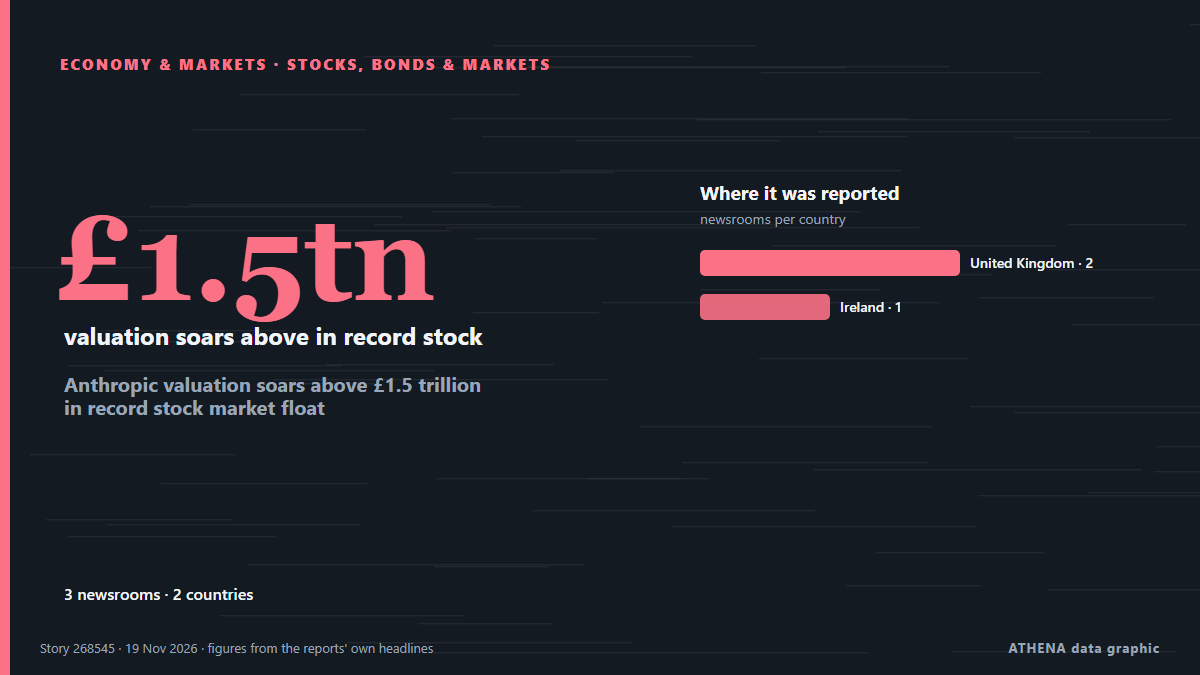 ECONOMY & MARKETS · STOCKS, BONDS & MARKETS
£1.5tn
valuation soars above in record stock
Anthropic valuation soars above £1.5 trillion
in record stock market float
Where it was reported
newsrooms per country
United Kingdom · 2
Ireland · 1
3 newsrooms · 2 countries
Story 268545 · 19 Nov 2026 · figures from the reports' own headlines
ATHENA data graphic